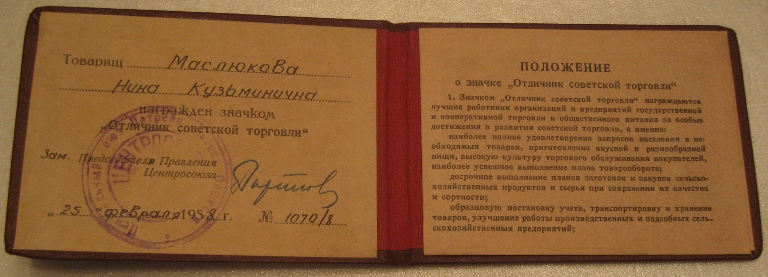 Товарищ Маслюкова
Нина Кузьминична
награжден значком
„Отличник советской торговли"
Зам. Председателя Правления
Центросоюза
„25" февраля 1958 г. № 1070/8
ЦЕНТРОСОЮЗ
ПОЛОЖЕНИЕ
о значке „Отличник советской торговли"
1. Значком „Отличник советской торговли" награждаются
лучшие работники организаций и предприятий государственной
и кооперативной торговли и общественного питания за особые
достижения в развитии советской торговли, а именно:
наиболее полное удовлетворение запросов населения в не-
обходимых товарах, приготовление вкусной и разнообразной
пищи, высокую культуру торгового обслуживания покупателей,
наиболее успешное выполнение плана товарооборота;
досрочное выполнение планов заготовок и закупок сельско-
хозяйственных продуктов и сырья при сохранении их качества
и сортности;
образцовую постановку учета, транспортировку и хранение
товаров, улучшение работы производственных и подсобных сель-
скохозяйственных предприятий;